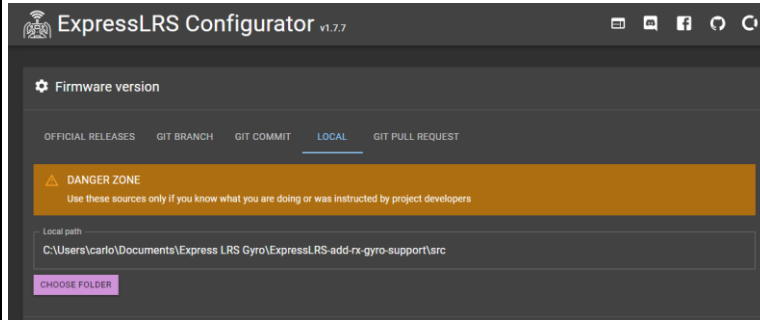 ExpressLRS Configurator v1.7.7
Firmware version
OFFICIAL RELEASES GIT BRANCH GIT COMMIT LOCAL GIT PULL REQUEST
DANGER ZONE
Use these sources only if you know what you are doing or was instructed by project developers
Local path
C:\Users\carlo\Documents\Express LRS Gyro\ExpressLRS-add-rx-gyro-support\src
CHOOSE FOLDER